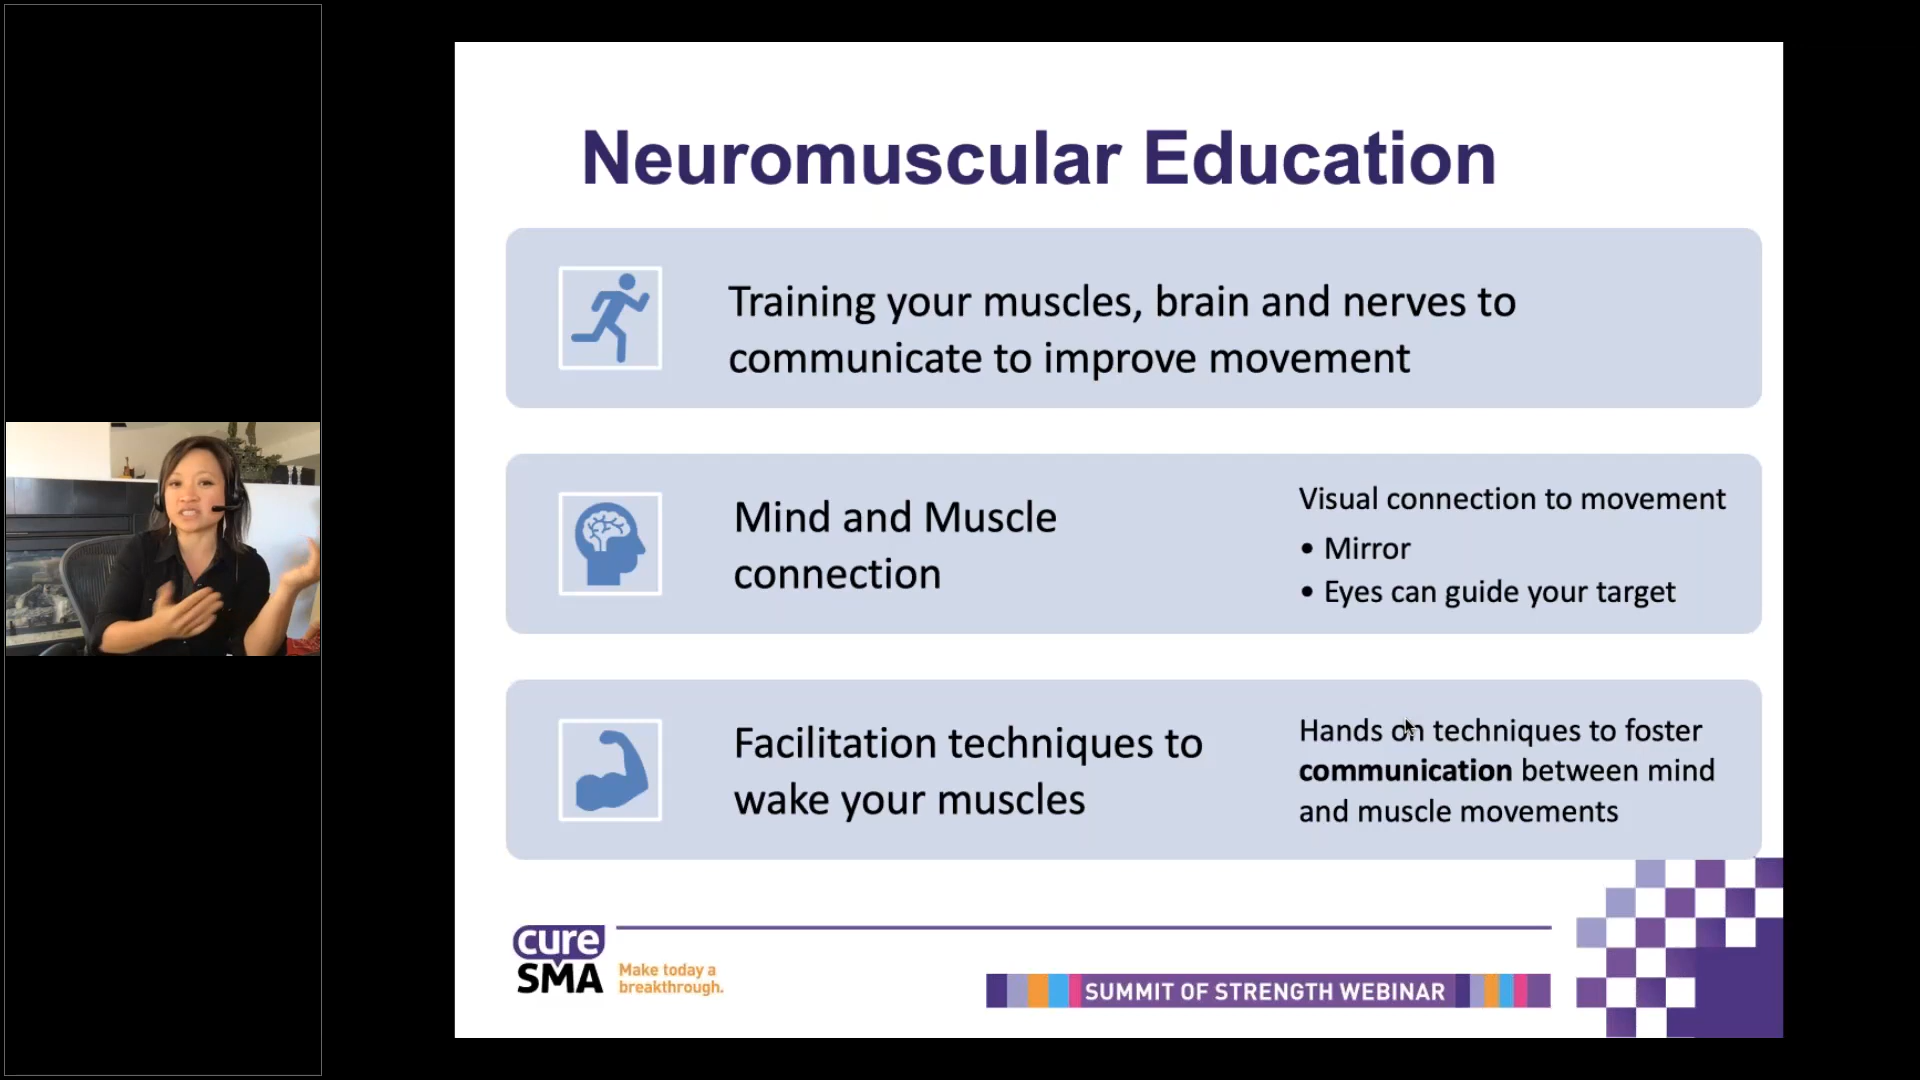 Neuromuscular Education
Training your muscles, brain and nerves to
communicate to improve movement
Mind and Muscle
connection
Visual connection to movement
• Mirror
• Eyes can guide your target
Facilitation techniques to
wake your muscles
Hands on techniques to foster
communication between mind
and muscle movements
cure
SMA
Make today a
breakthrough.
SUMMIT OF STRENGTH WEBINAR